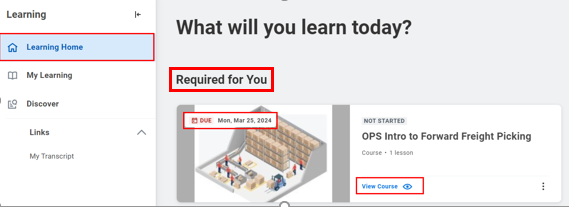 Learning
Learning Home
My Learning
Discover
Links
My Transcript
What will you learn today?
Required for You
DUE Mon, Mar 25, 2024
NOT STARTED
OPS Intro to Forward Freight Picking
Course • 1 lesson
View Course